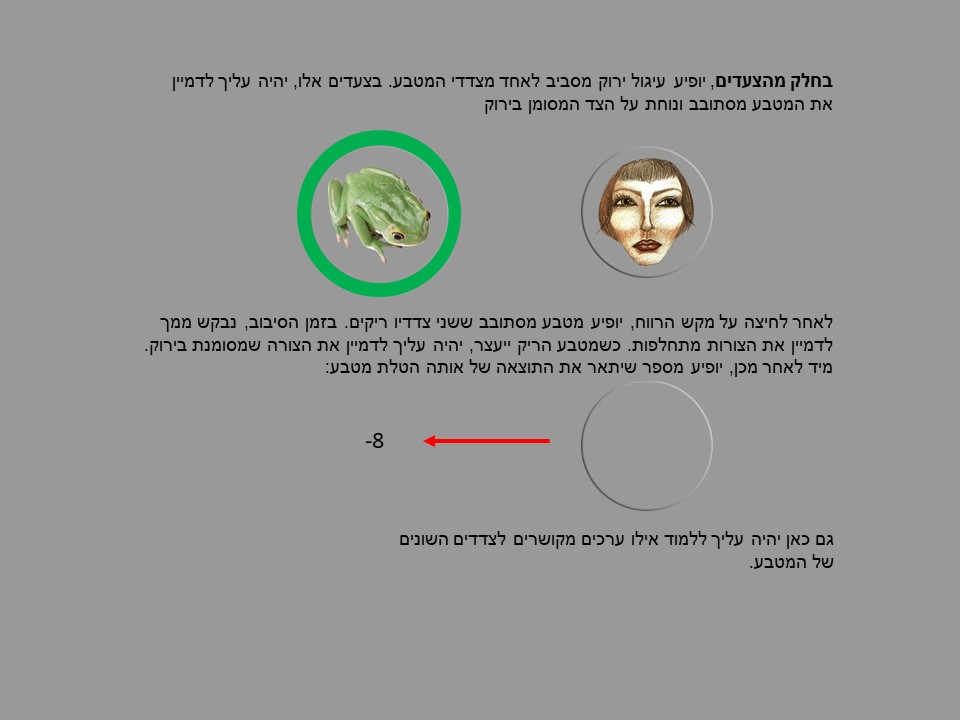 בחלק מהצעדים, יופיע עיגול ירוק מסביב לאחד מצדדי המטבע. בצעדים אלו, יהיה עליך לדמיין
את המטבע מסתובב ונוחת על הצד המסומן בירוק
לאחר לחיצה על מקש הרווח, יופיע מטבע מסתובב ששני צדדיו ריקים. בזמן הסיבוב, נבקש ממך
לדמיין את הצורות מתחלפות. כשמטבע הריק ייעצר, יהיה עליך לדמיין את הצורה שמסומנת בירוק.
מיד לאחר מכן, יופיע מספר שיתאר את התוצאה של אותה הטלת מטבע:
-8
גם כאן יהיה עליך ללמוד אילו ערכים מקושרים לצדדים השונים
של המטבע.